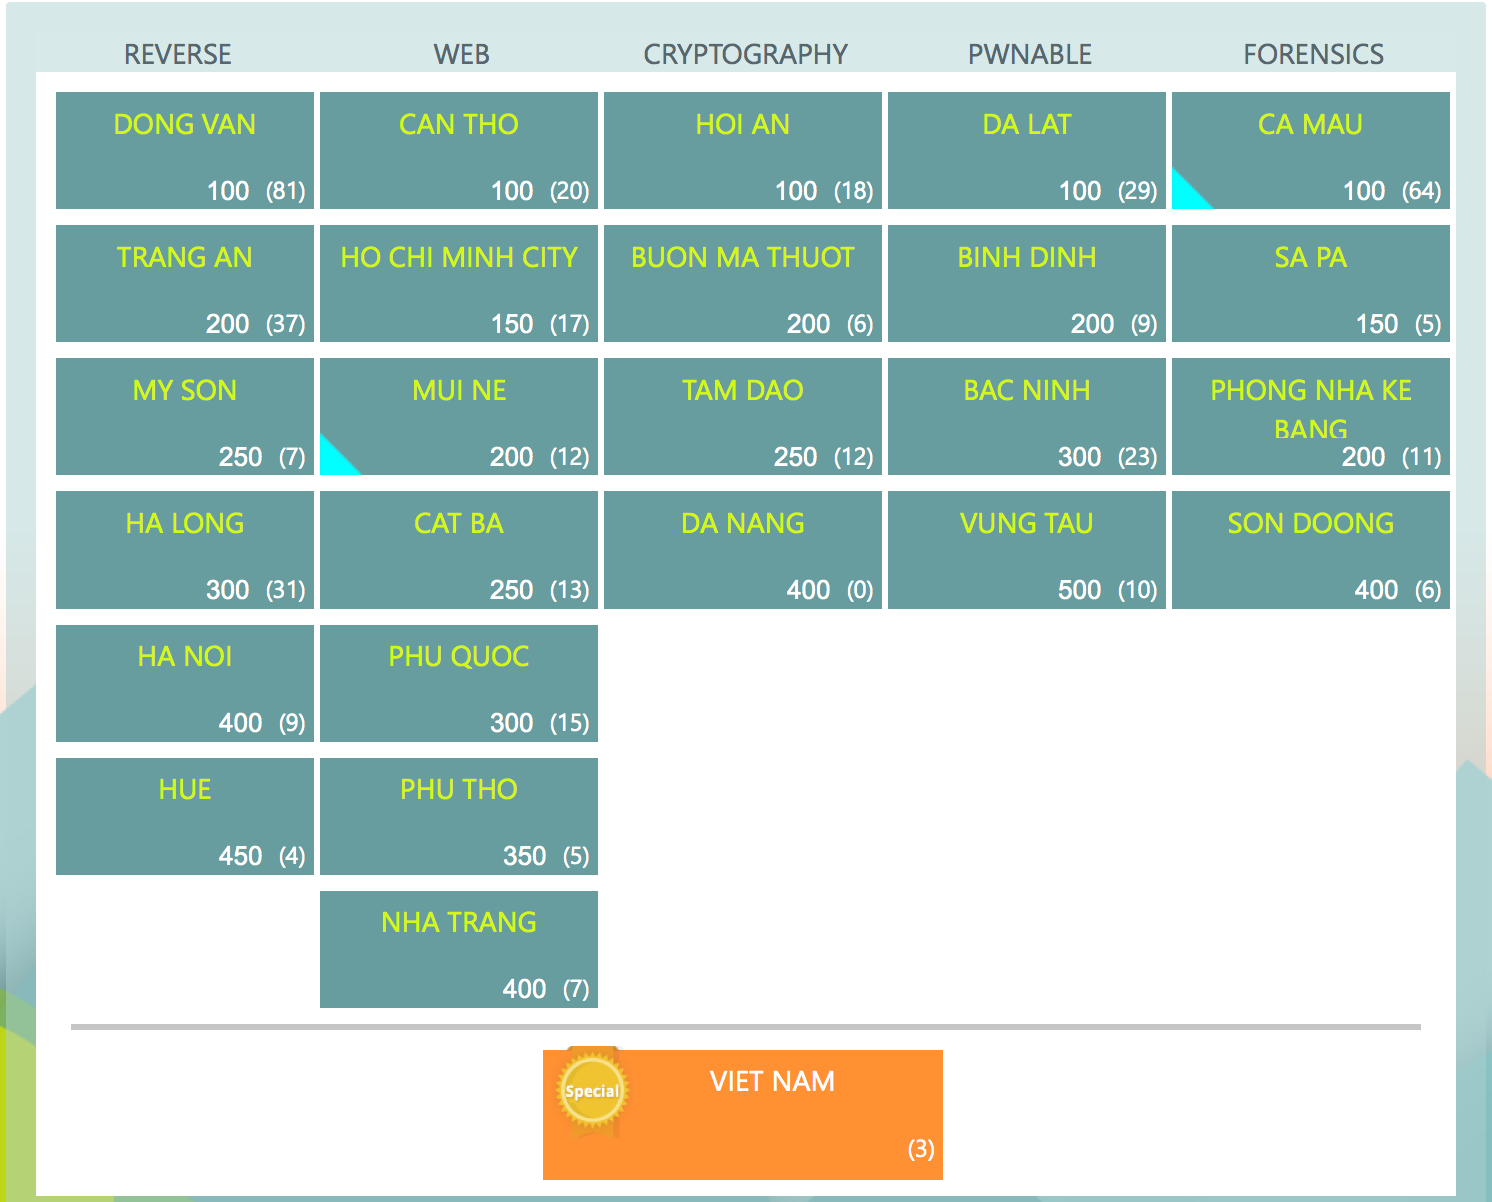 REVERSE WEB CRYPTOGRAPHY PWNABLE FORENSICS
DONG VAN CAN THO HOI AN DA LAT CA MAU
100 (81) 100 (20) 100 (18) 100 (29) 100 (64)
TRANG AN HO CHI MINH CITY BUON MA THUOT BINH DINH SA PA
200 (37) 150 (17) 200 (6) 200 (9) 150 (5)
MY SON MUI NE TAM DAO BAC NINH PHONG NHA KE
BANG
250 (7) 200 (12) 250 (12) 300 (23) 200 (11)
HA LONG CAT BA DA NANG VUNG TAU SON DOONG
300 (31) 250 (13) 400 (0) 500 (10) 400 (6)
HA NOI PHU QUOC
400 (9) 300 (15)
HUE PHU THO
450 (4) 350 (5)
NHA TRANG
400 (7)
Special VIET NAM
(3)